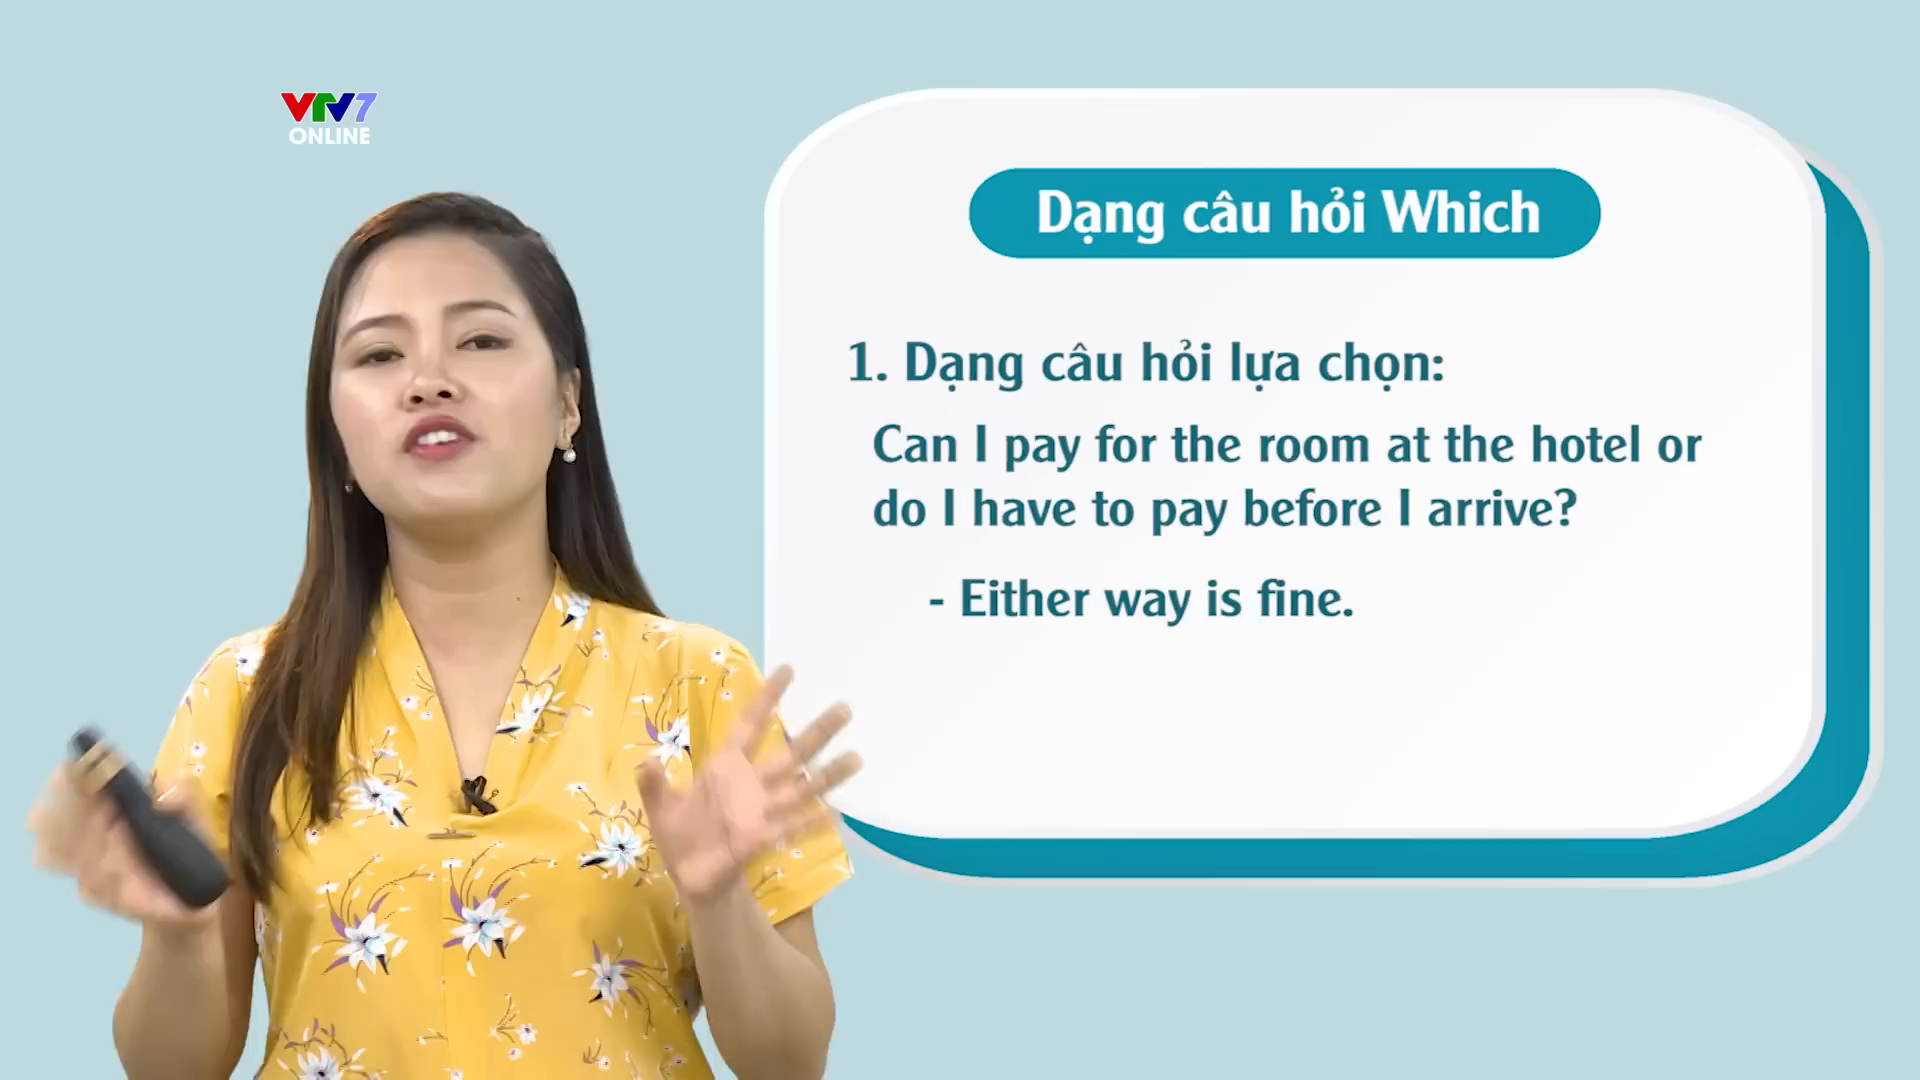 VTV7
ONLINE
Dạng câu hỏi Which
1. Dạng câu hỏi lựa chọn:
Can I pay for the room at the hotel or
do I have to pay before I arrive?
- Either way is fine.